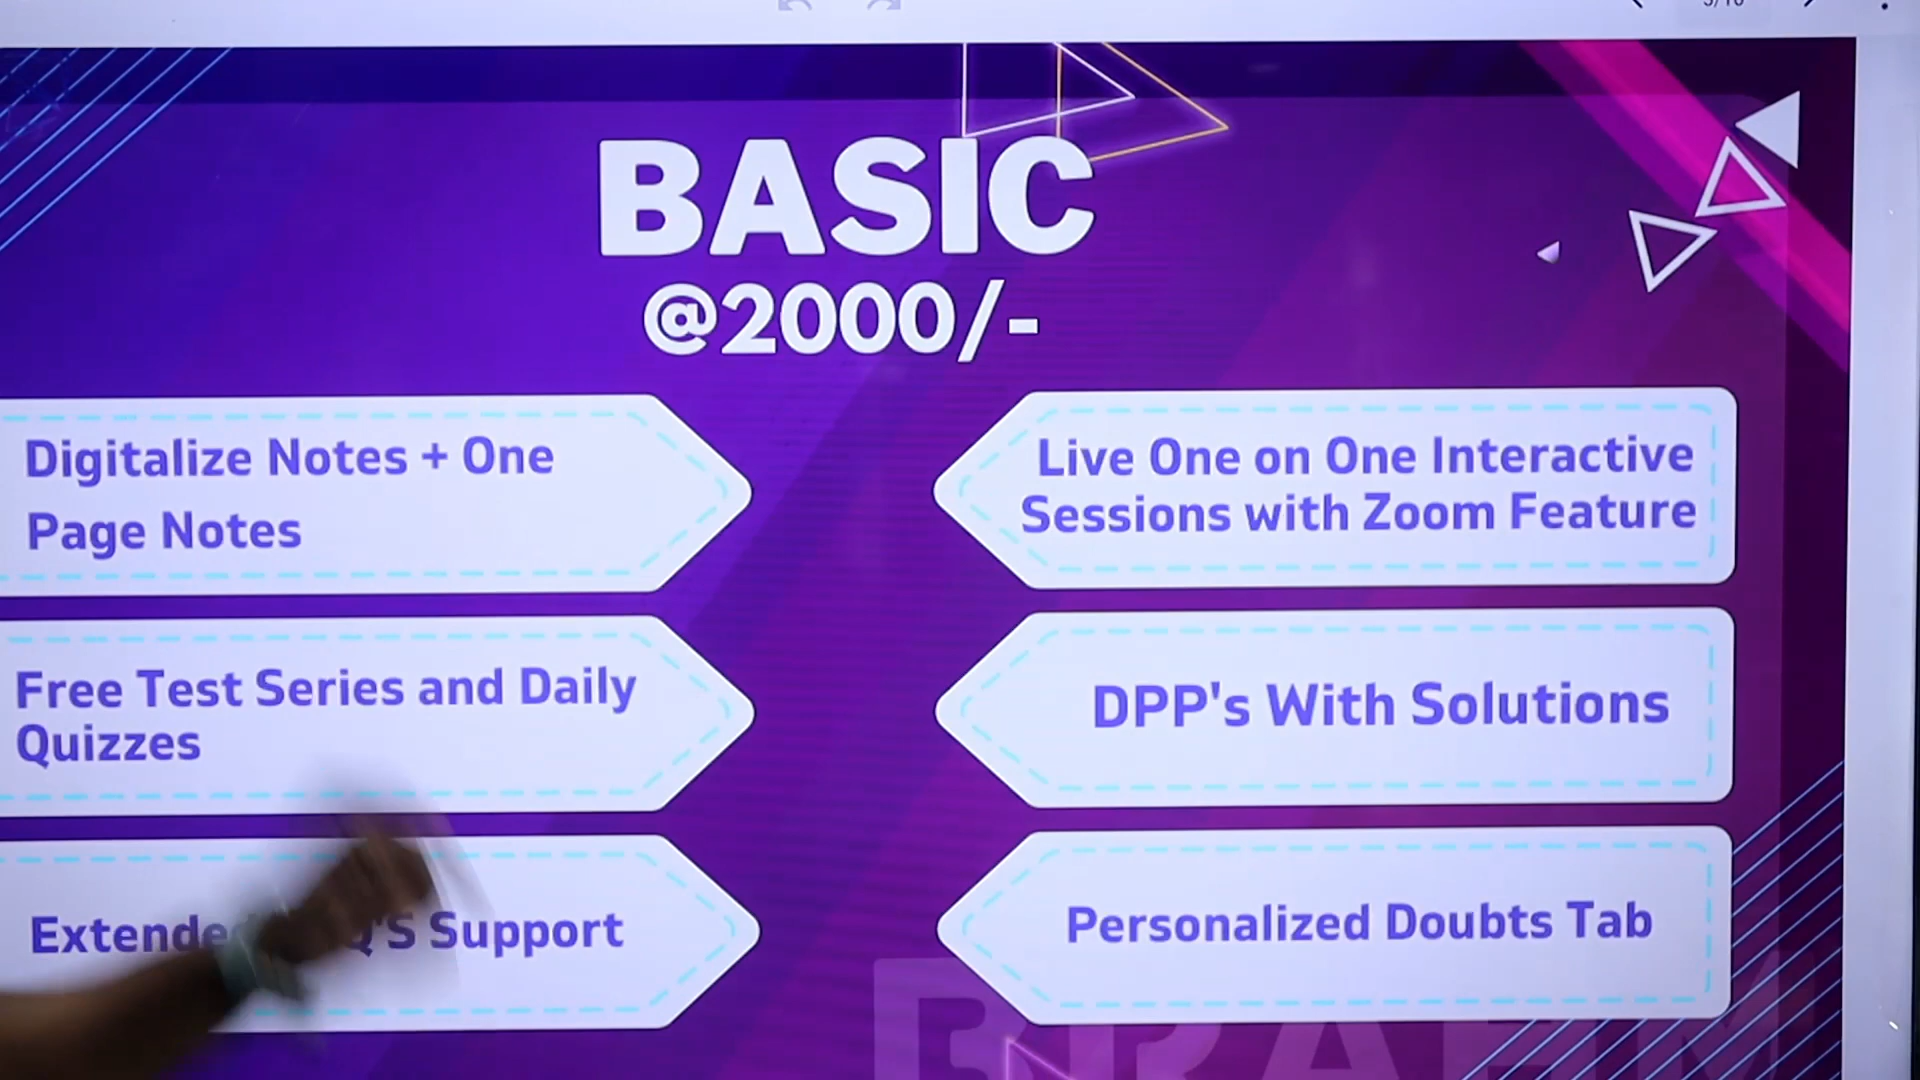 BASIC
@2000/-
Digitalize Notes + One
Page Notes
Live One on One Interactive
Sessions with Zoom Feature
Free Test Series and Daily
Quizzes
DPP's With Solutions
Support
Personalized Doubts Tab